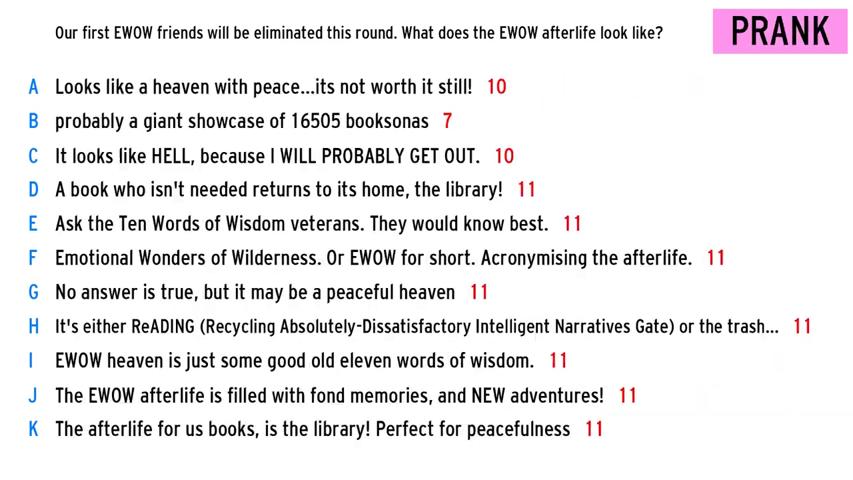 Our first EWOW friends will be eliminated this round. What does the EWOW afterlife look like?
PRANK
A Looks like a heaven with peace...its not worth it still! 10
B probably a giant showcase of 16505 booksonas 7
C It looks like HELL, because I WILL PROBABLY GET OUT. 10
D A book who isn't needed returns to its home, the library! 11
E Ask the Ten Words of Wisdom veterans. They would know best. 11
F Emotional Wonders of Wilderness. Or EWOW for short. Acronymising the afterlife. 11
G No answer is true, but it may be a peaceful heaven 11
H It's either ReADING (Recycling Absolutely-Dissatisfactory Intelligent Narratives Gate) or the trash... 11
I EWOW heaven is just some good old eleven words of wisdom. 11
J The EWOW afterlife is filled with fond memories, and NEW adventures! 11
K The afterlife for us books, is the library! Perfect for peacefulness 11